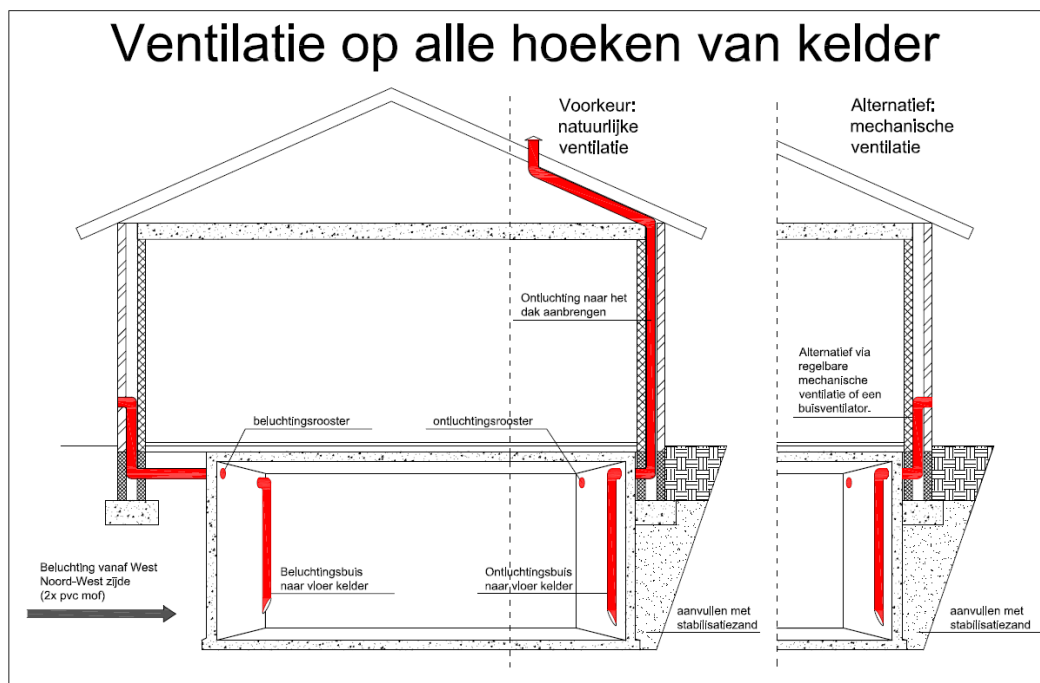 Ventilatie op alle hoeken van kelder
Voorkeur:
natuurlijke
ventilatie
Alternatief:
mechanische
ventilatie
Ontluchting naar het
dak aanbrengen
Alternatief via
regelbare
mechanische
ventilatie of een
buisventilator.
beluchtingsrooster
ontluchtingsrooster
Beluchting vanaf West
Noord-West zijde
(2x pvc mof)
Beluchtingsbuis
naar vloer kelder
Ontluchtingsbuis
naar vloer kelder
aanvullen met
stabilisatiezand
aanvullen met
stabilisatiezand